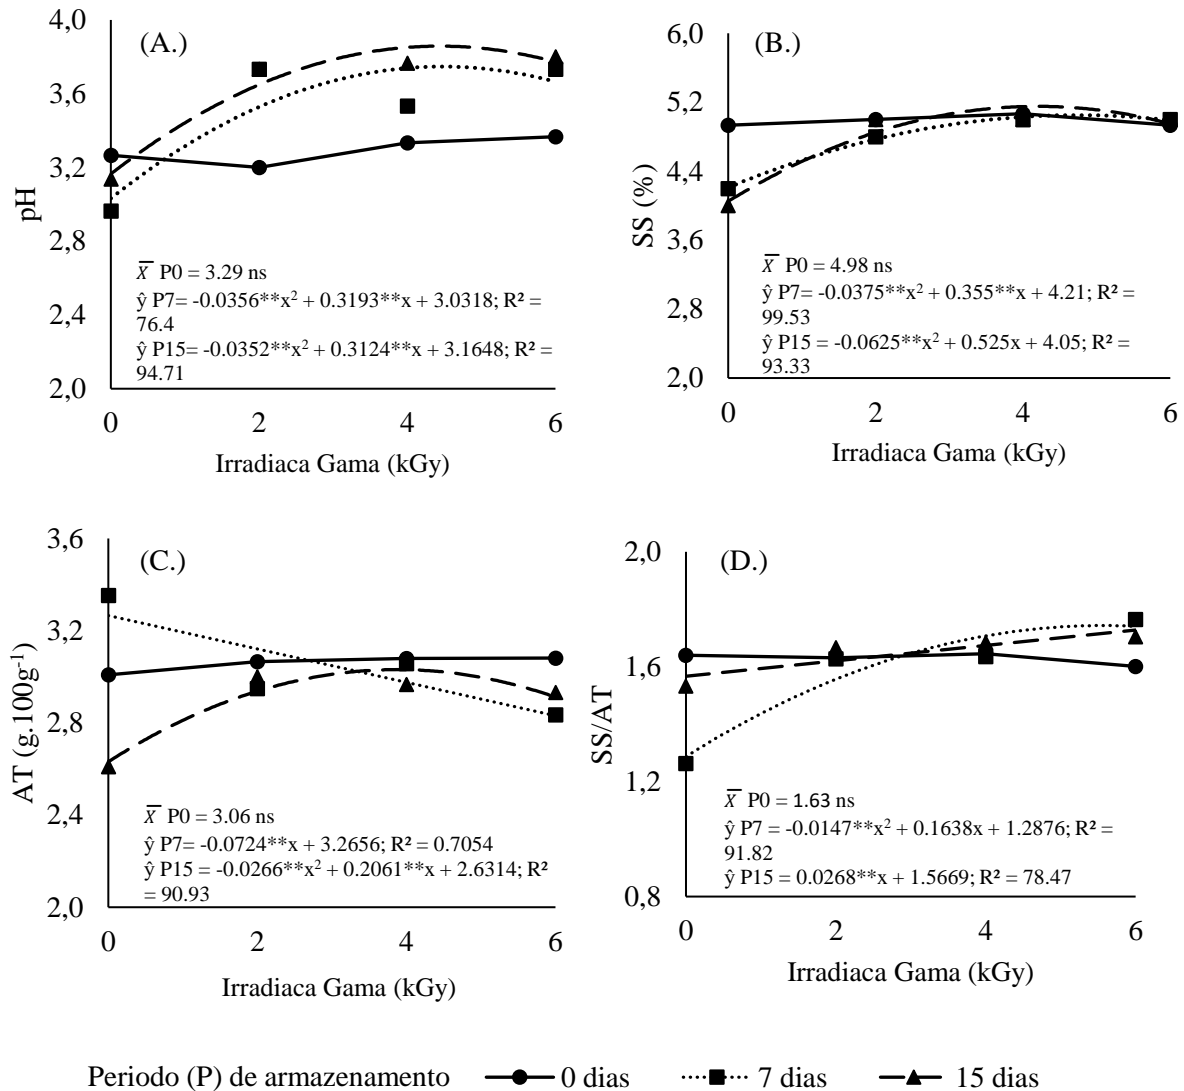 (A.)
4,0
3,6
3,2
2,8
2,4
2,0
pH
X̅ P0 = 3.29 ns
ŷ P7= -0.0356**x² + 0.3193**x + 3.0318; R² =
76.4
ŷ P15= -0.0352**x² + 0.3124**x + 3.1648; R² =
94.71
0 2 4 6
Irradiaca Gama (kGy)
(B.)
6,0
5,2
4,4
3,6
2,8
2,0
SS (%)
X̅ P0 = 4.98 ns
ŷ P7= -0.0375**x² + 0.355**x + 4.21; R² =
99.53
ŷ P15 = -0.0625**x² + 0.525x + 4.05; R² =
93.33
0 2 4 6
Irradiaca Gama (kGy)
(C.)
3,6
3,2
2,8
2,4
2,0
AT (g.100g⁻¹)
X̅ P0 = 3.06 ns
ŷ P7= -0.0724**x + 3.2656; R² = 0.7054
ŷ P15 = -0.0266**x² + 0.2061**x + 2.6314; R²
= 90.93
0 2 4 6
Irradiaca Gama (kGy)
(D.)
2,0
1,6
1,2
0,8
SS/AT
X̅ P0 = 1.63 ns
ŷ P7 = -0.0147**x² + 0.1638x + 1.2876; R² =
91.82
ŷ P15 = 0.0268**x + 1.5669; R² = 78.47
0 2 4 6
Irradiaca Gama (kGy)
Periodo (P) de armazenamento 0 dias 7 dias 15 dias